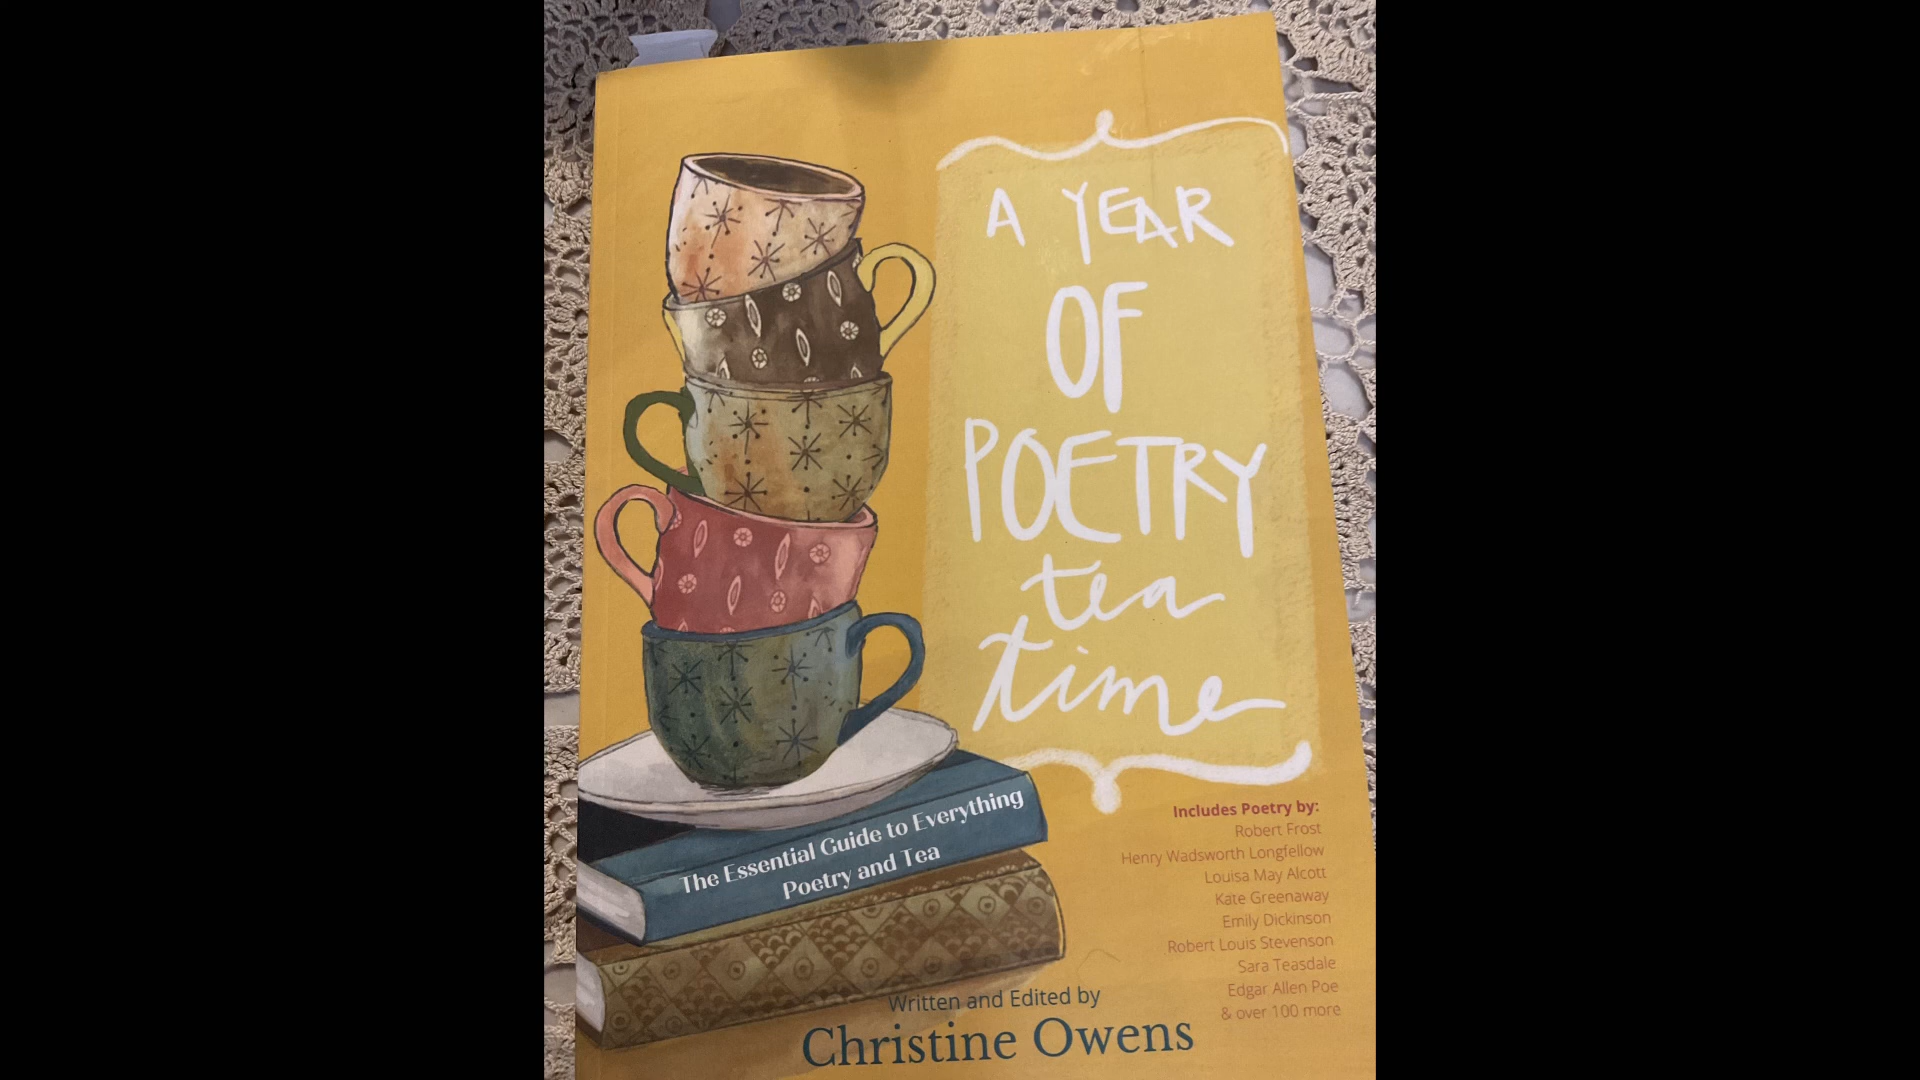 A YEAR
OF
POETRY
tea
time
The Essential Guide to Everything
Poetry and Tea
Includes Poetry by:
Robert Frost
Henry Wadsworth Longfellow
Louisa May Alcott
Kate Greenaway
Emily Dickinson
Robert Louis Stevenson
Sara Teasdale
Edgar Allen Poe
& over 100 more
Written and Edited by
Christine Owens